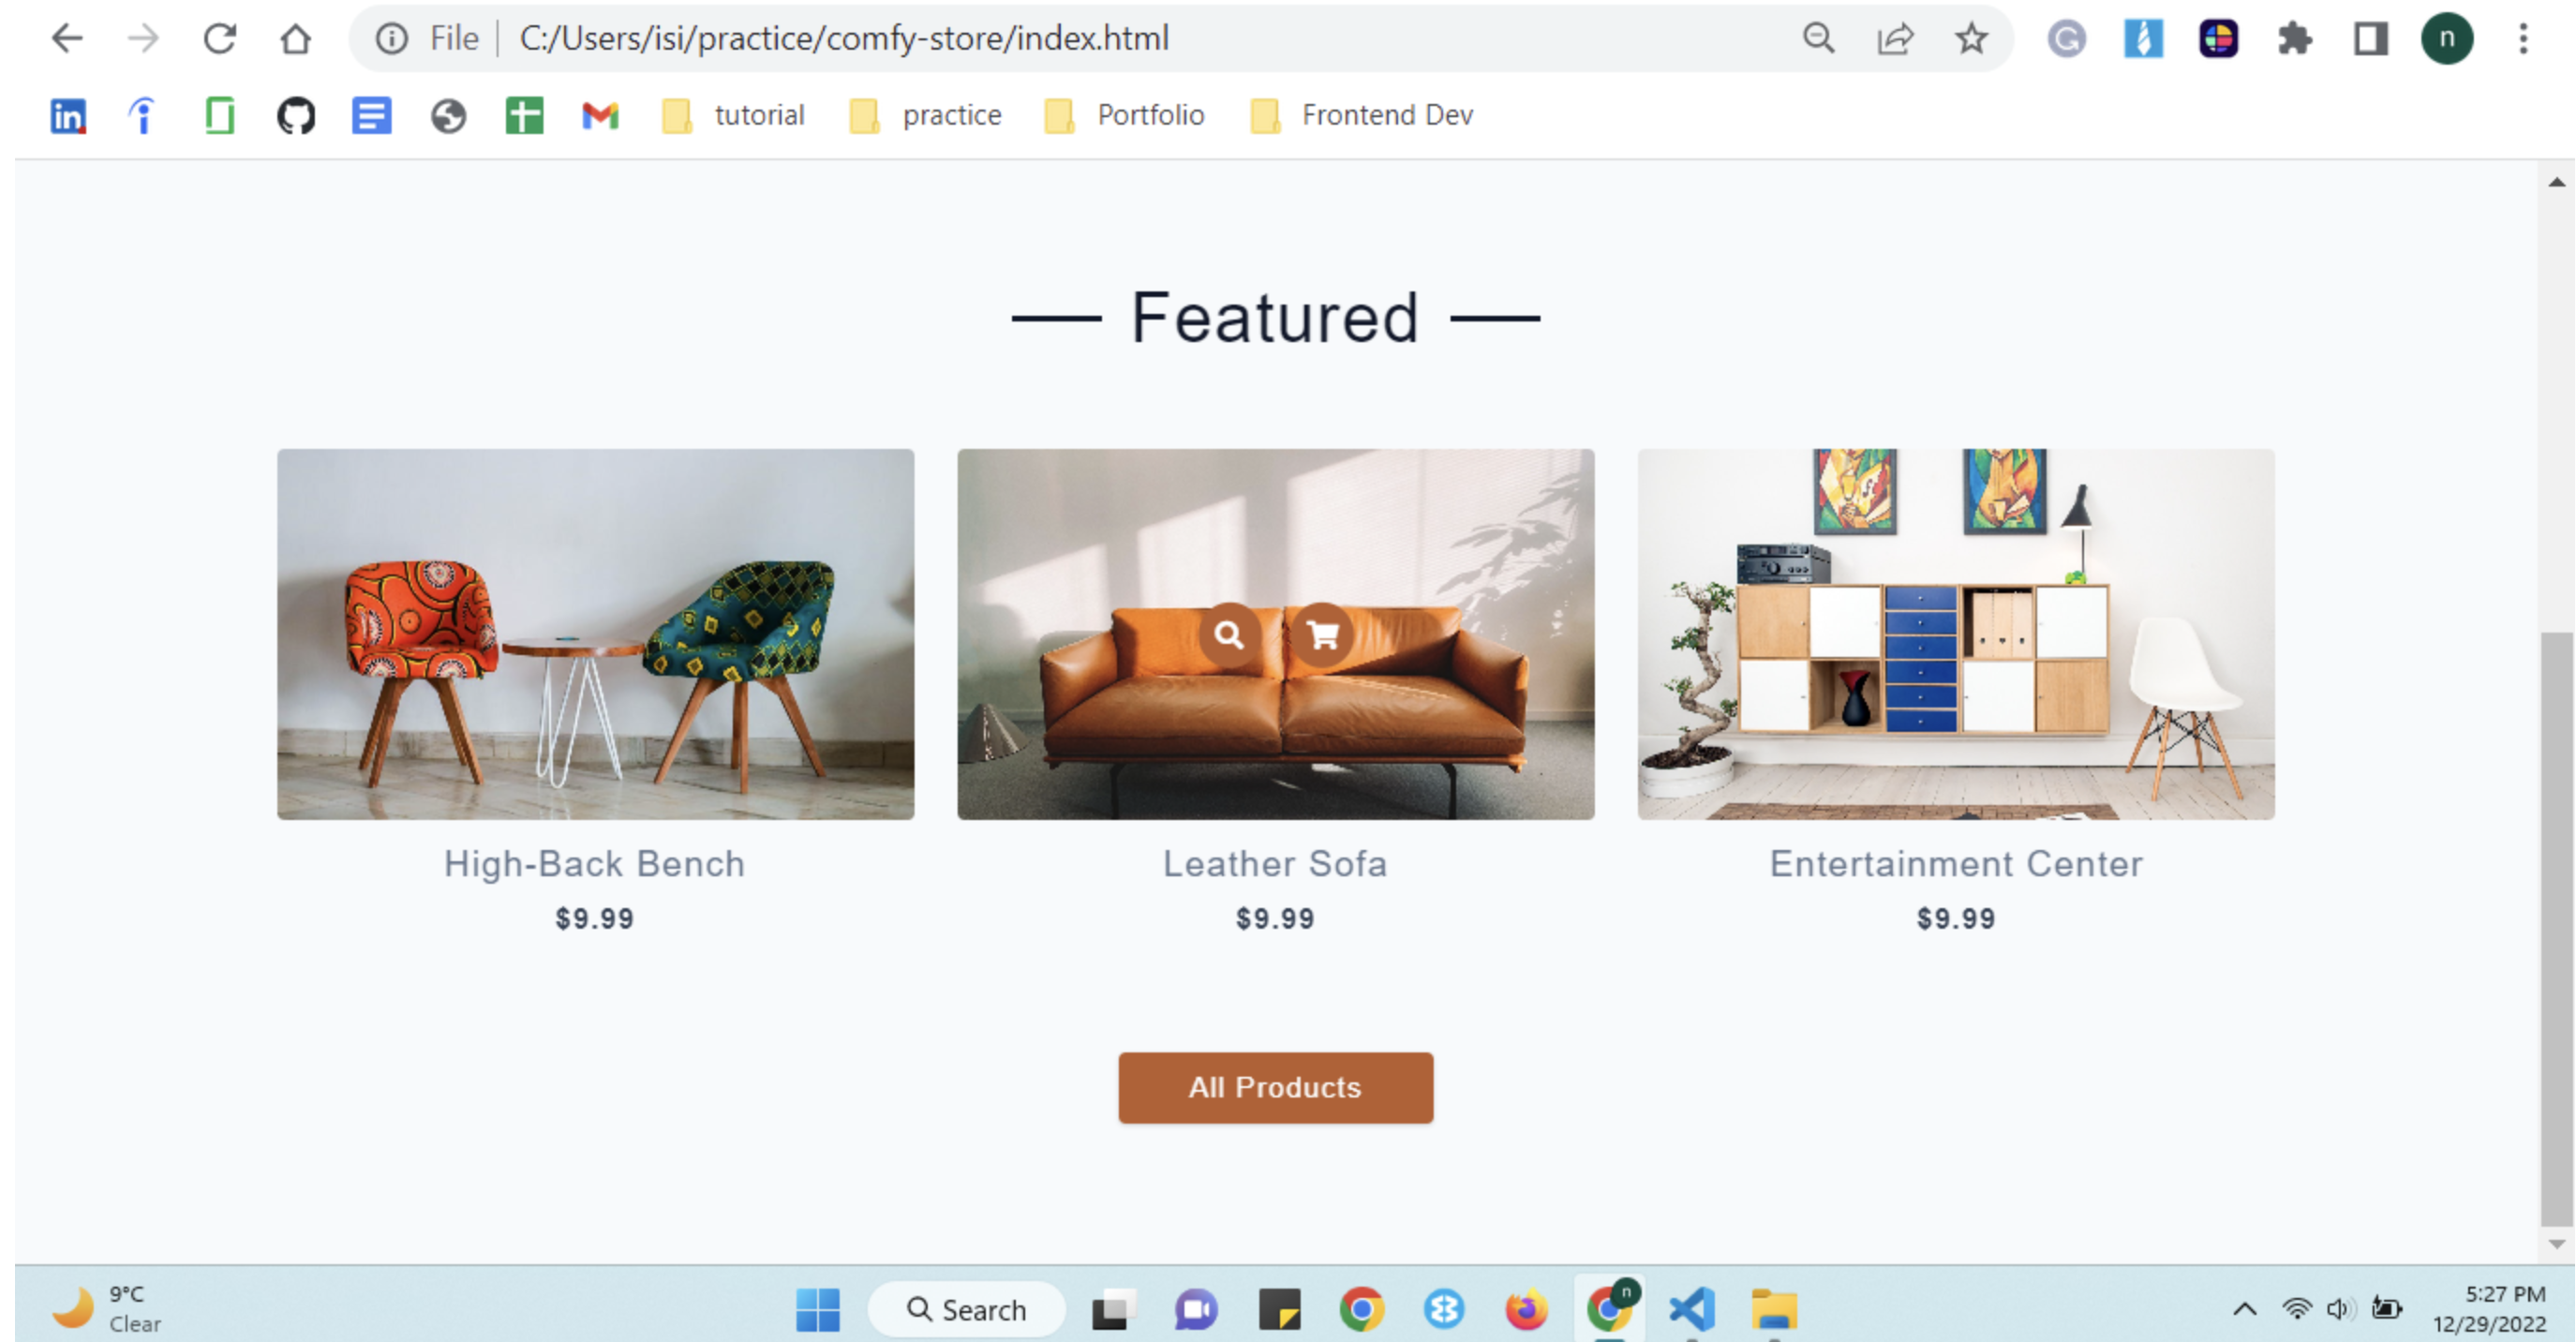 File C:/Users/isi/practice/comfy-store/index.html
n
in
tutorial
practice
Portfolio
Frontend Dev
Featured
High-Back Bench
$9.99
Leather Sofa
$9.99
Entertainment Center
$9.99
All Products
9°C
Clear
Search
n
5:27 PM
12/29/2022